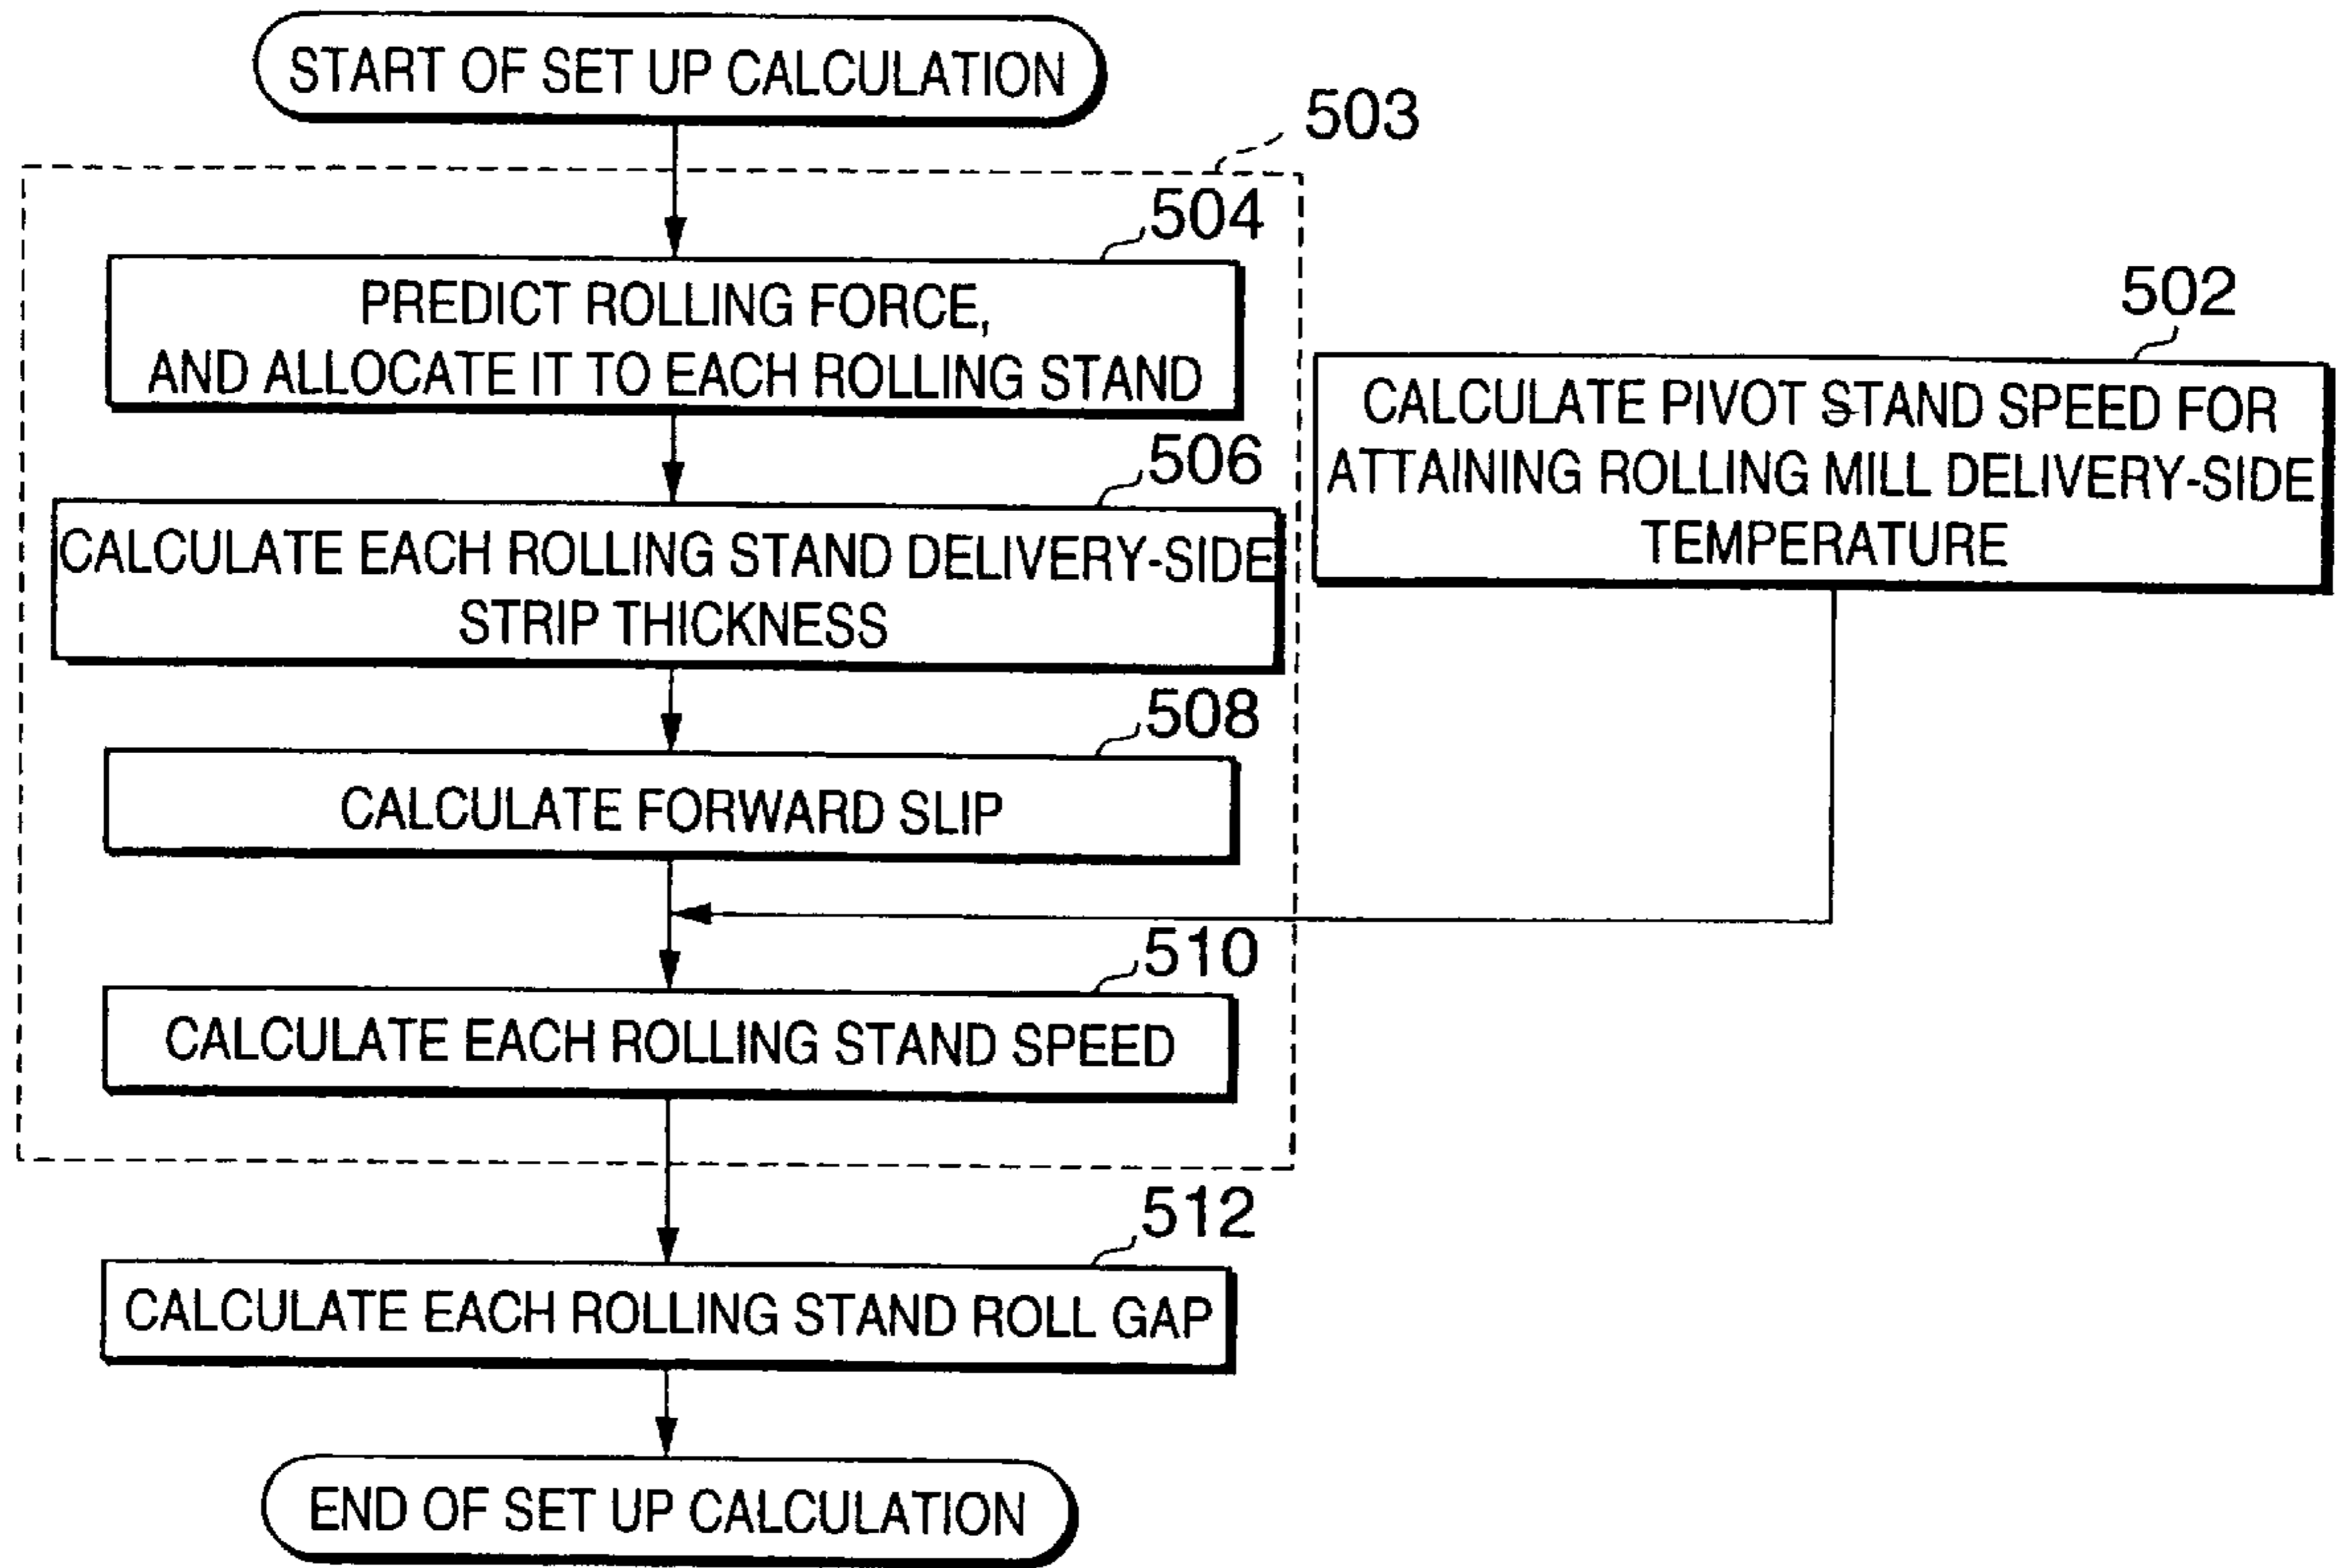 START OF SET UP CALCULATION
503
504
PREDICT ROLLING FORCE,
AND ALLOCATE IT TO EACH ROLLING STAND
502
CALCULATE PIVOT STAND SPEED FOR
ATTAINING ROLLING MILL DELIVERY-SIDE
TEMPERATURE
506
CALCULATE EACH ROLLING STAND DELIVERY-SIDE
STRIP THICKNESS
508
CALCULATE FORWARD SLIP
510
CALCULATE EACH ROLLING STAND SPEED
512
CALCULATE EACH ROLLING STAND ROLL GAP
END OF SET UP CALCULATION